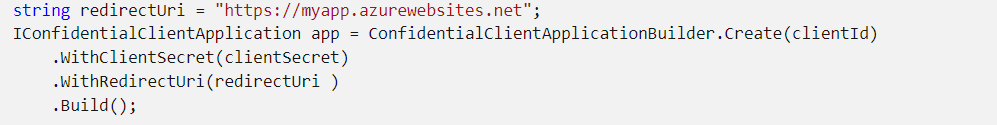 string redirectUri = "https://myapp.azurewebsites.net";
IConfidentialClientApplication app = ConfidentialClientApplicationBuilder.Create(clientId)
    .WithClientSecret(clientSecret)
    .WithRedirectUri(redirectUri )
    .Build();